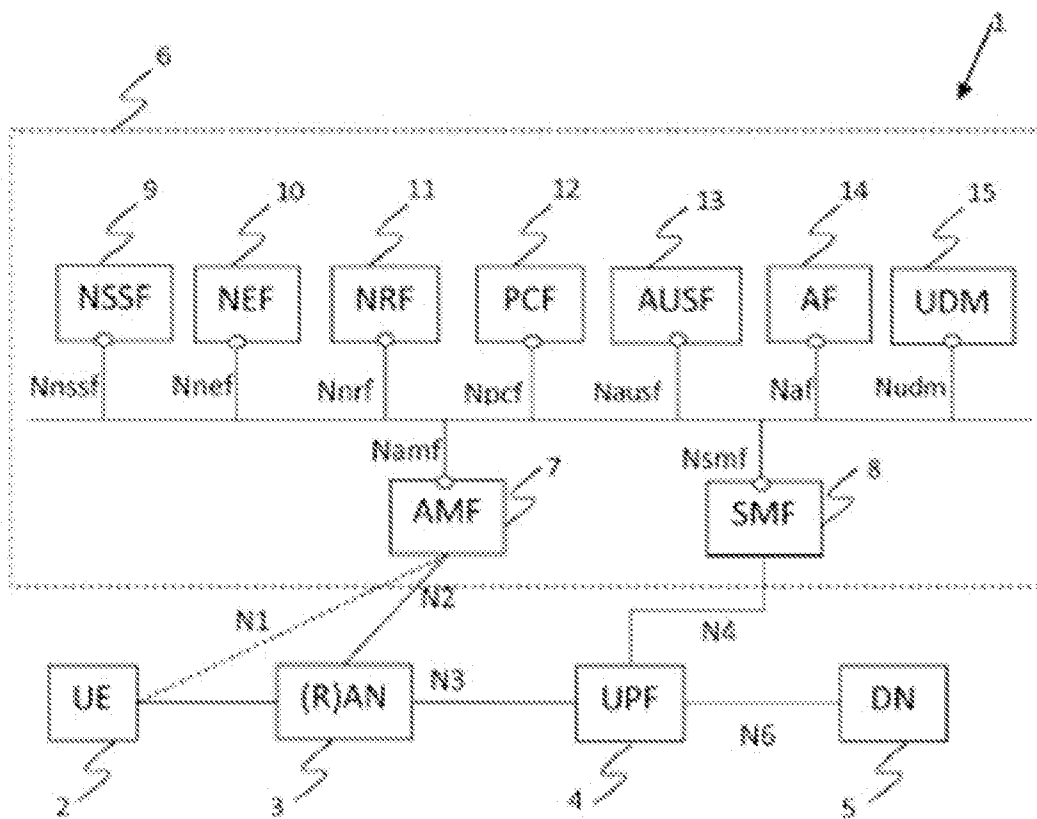 1
6
9 10 11 12 13 14 15
NSSF NEF NRF PCF AUSF AF UDM
Nnssf Nnef Nnrf Npcf Nausf Naf Nudm
Namf Nsmf
7 8
AMF SMF
N1 N2 N4
UE (R)AN N3 UPF N6 DN
2 3 4 5